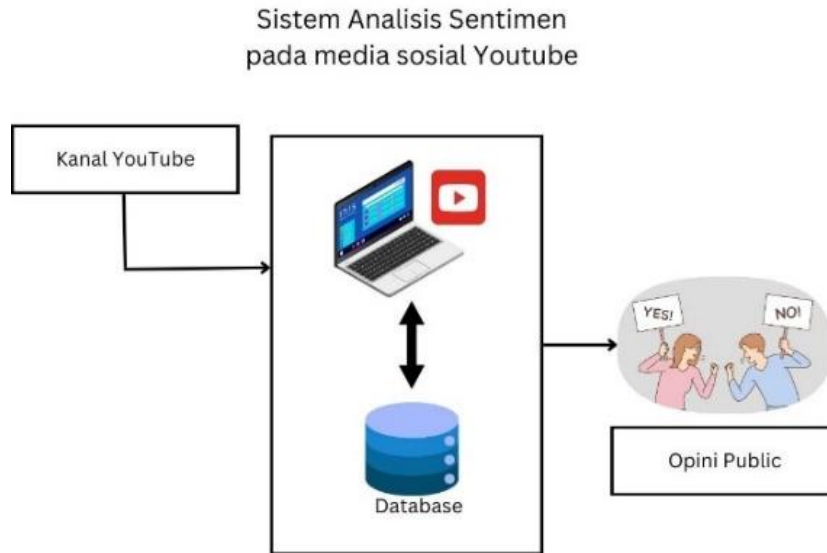 Sistem Analisis Sentimen
pada media sosial Youtube
Kanal YouTube
YES!
NO!
Database
Opini Public